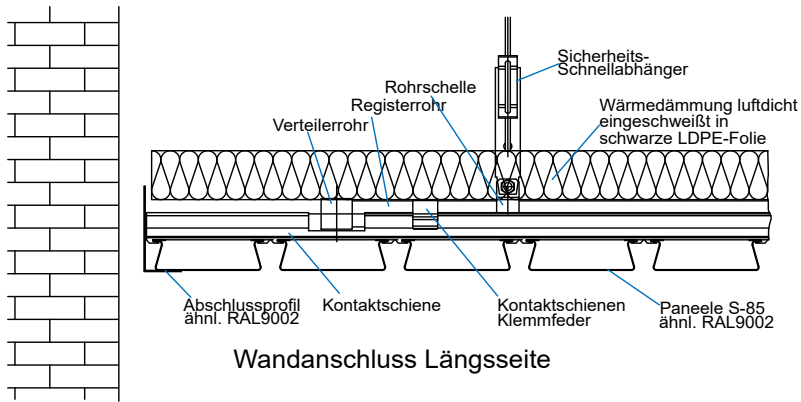 Sicherheits-
Schnellabhänger
Rohrschelle
Registerrohr
Verteilerrohr
Wärmedämmung luftdicht
eingeschweißt in
schwarze LDPE-Folie
Abschlussprofil
ähnl. RAL9002
Kontaktschiene
Kontaktschienen
Klemmfeder
Paneele S-85
ähnl. RAL9002
Wandanschluss Längsseite